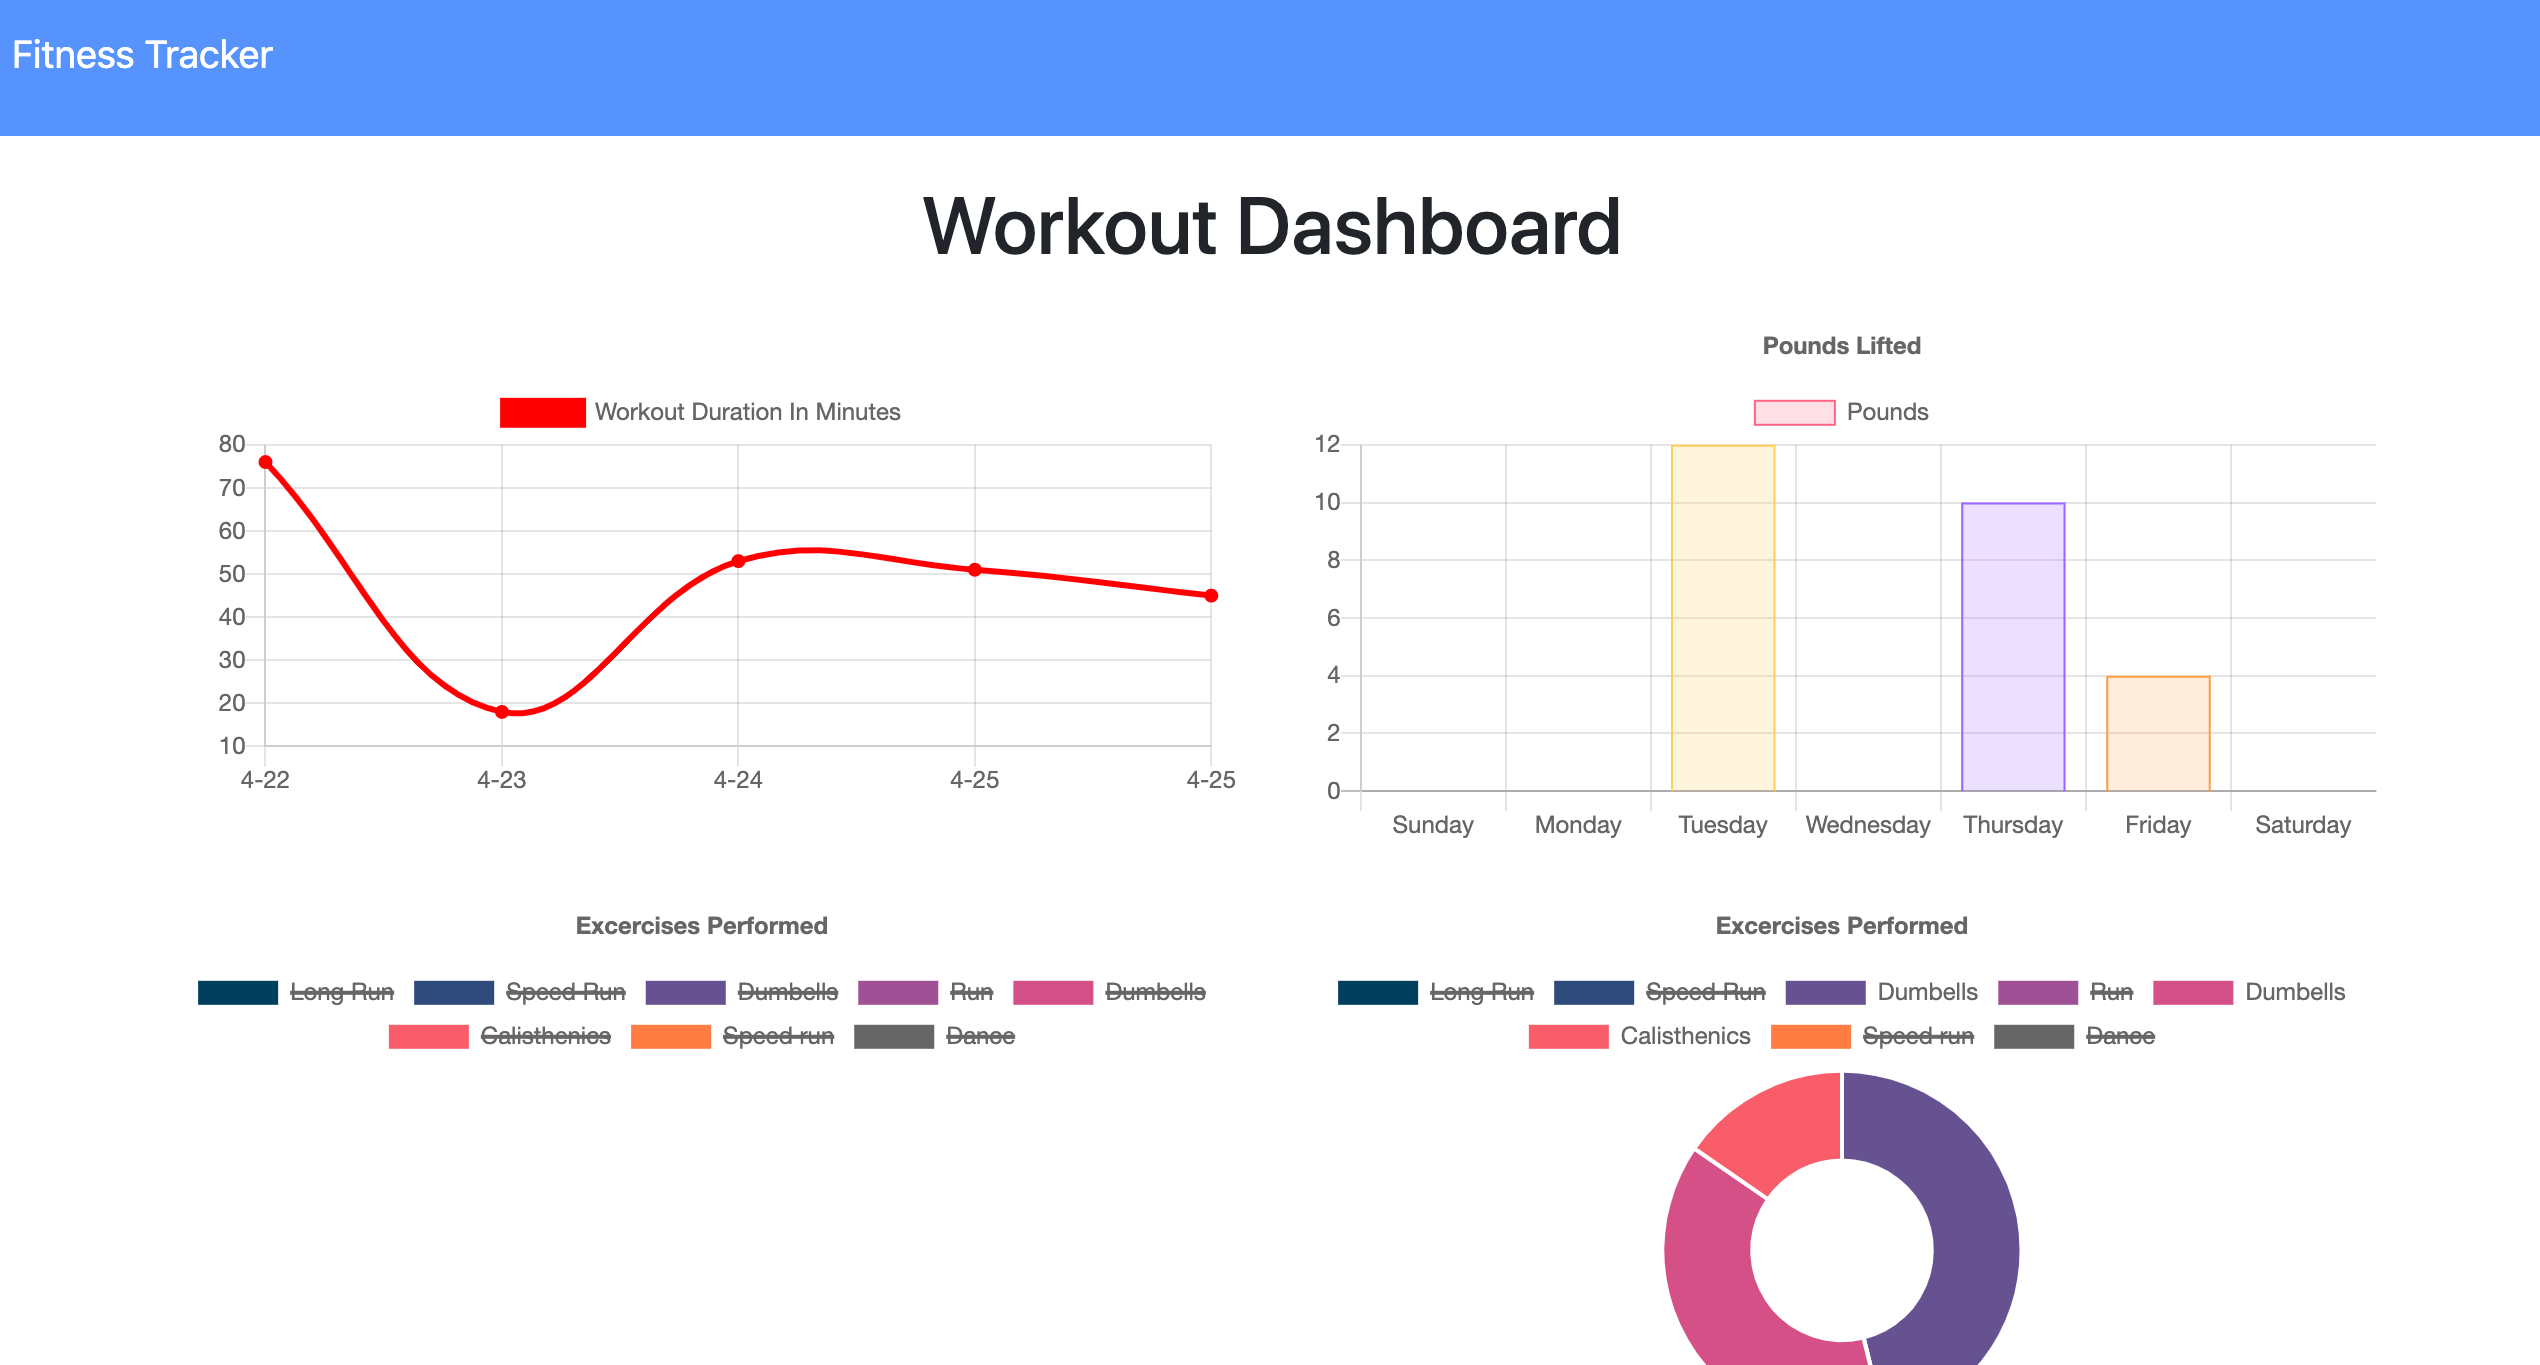 Fitness Tracker
Workout Dashboard
Workout Duration In Minutes
80
70
60
50
40
30
20
10
4-22 4-23 4-24 4-25 4-25
Pounds Lifted
Pounds
12
10
8
6
4
2
0
Sunday Monday Tuesday Wednesday Thursday Friday Saturday
Excercises Performed
Long Run Speed Run Dumbells Run Dumbells
Calisthenics Speed run Dance
Excercises Performed
Long Run Speed Run Dumbells Run Dumbells
Calisthenics Speed run Dance